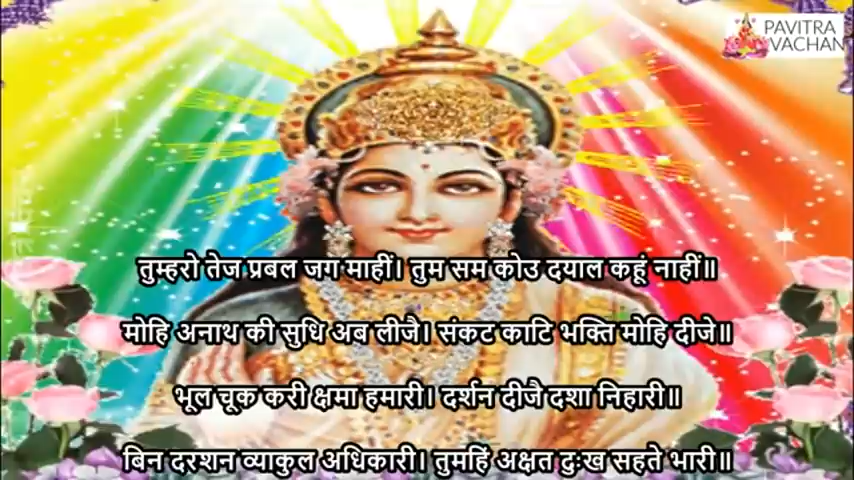 PAVITRA
VACHAN
तुम्हरो तेज प्रबल जग माहीं। तुम सम कोउ दयाल कहूं नाहीं॥
मोहि अनाथ की सुधि अब लीजै। संकट काटि भक्ति मोहि दीजे॥
भूल चूक करी क्षमा हमारी। दर्शन दीजै दशा निहारी॥
बिन दरशन व्याकुल अधिकारी। तुमहिं अक्षत दुःख सहते भारी॥